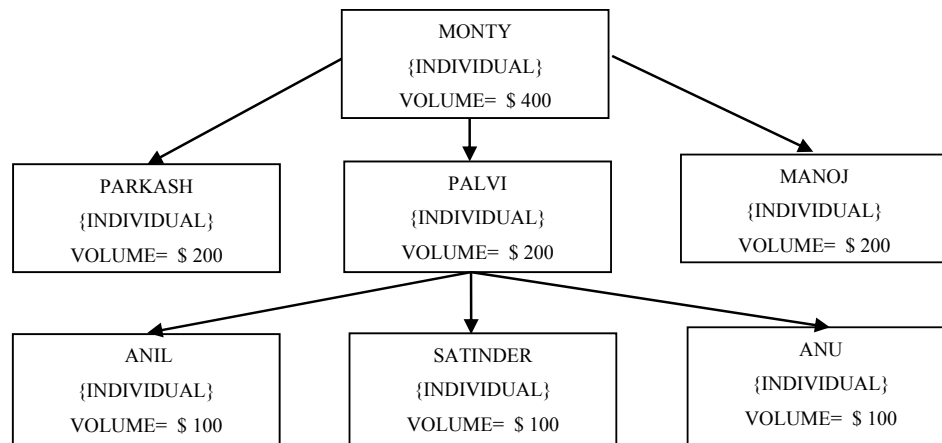 MONTY
{INDIVIDUAL}
VOLUME= $ 400
PARKASH
{INDIVIDUAL}
VOLUME= $ 200
PALVI
{INDIVIDUAL}
VOLUME= $ 200
MANOJ
{INDIVIDUAL}
VOLUME= $ 200
ANIL
{INDIVIDUAL}
VOLUME= $ 100
SATINDER
{INDIVIDUAL}
VOLUME= $ 100
ANU
{INDIVIDUAL}
VOLUME= $ 100